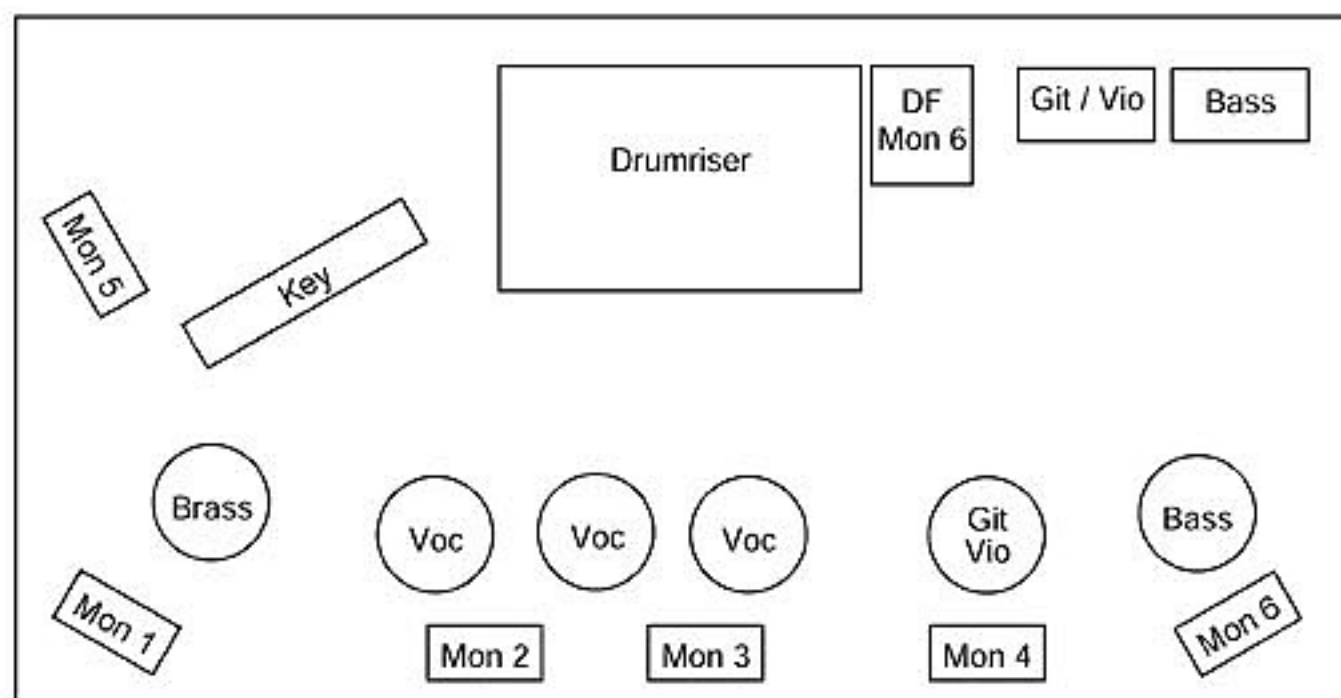 DF
Mon 6
Git / Vio
Bass
Drumriser
Mon 5
Key
Brass
Voc
Voc
Voc
Git
Vio
Bass
Mon 1
Mon 2
Mon 3
Mon 4
Mon 6